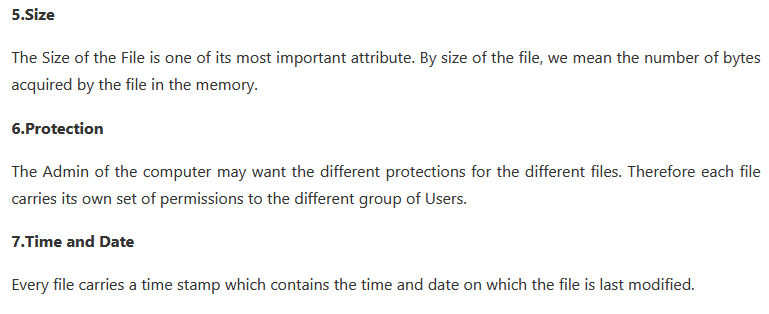 5.Size
The Size of the File is one of its most important attribute. By size of the file, we mean the number of bytes
acquired by the file in the memory.
6.Protection
The Admin of the computer may want the different protections for the different files. Therefore each file
carries its own set of permissions to the different group of Users.
7.Time and Date
Every file carries a time stamp which contains the time and date on which the file is last modified.